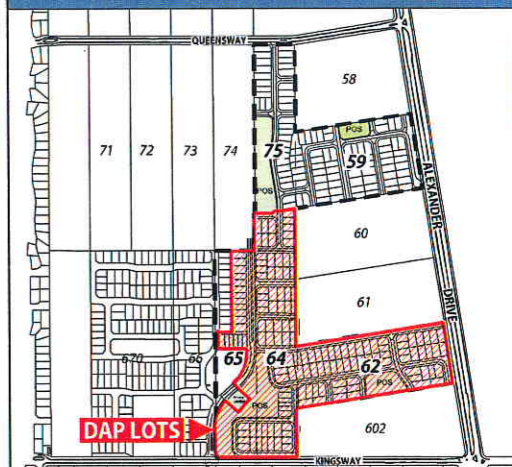 QUEENSWAY
58
71
72
73
74
75
POS
59
ALEXANDER
POS
60
61
DRIVE
670
66
65
64
62
POS
POS
DAP LOTS
602
KINGSWAY